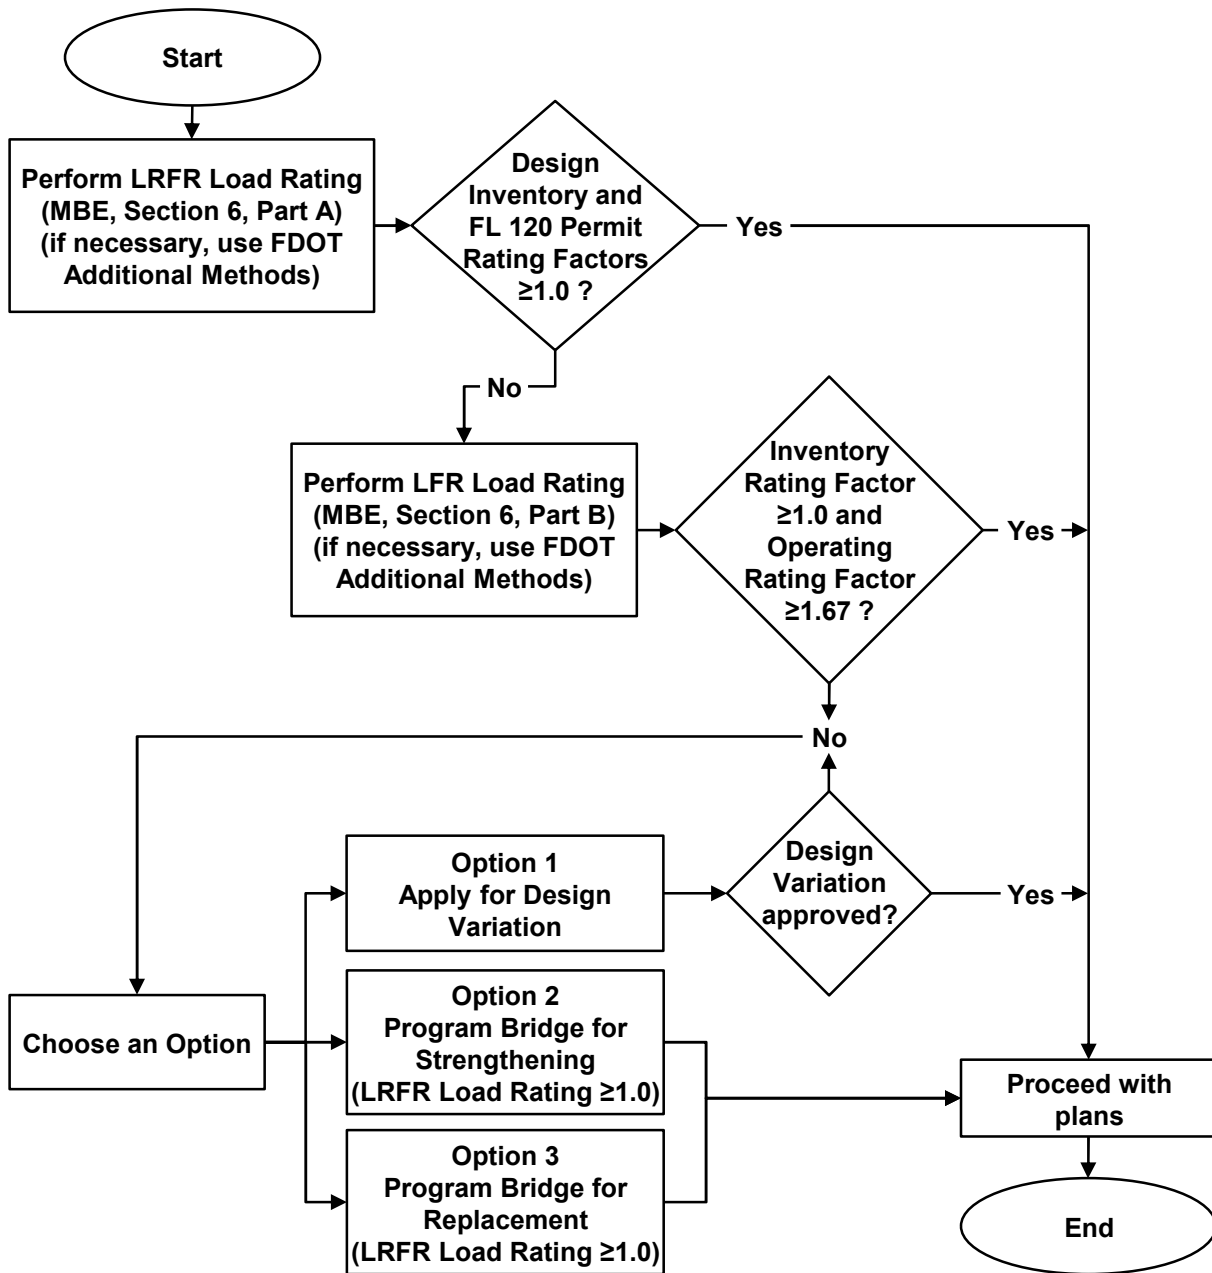 Start
Perform LRFR Load Rating
(MBE, Section 6, Part A)
(if necessary, use FDOT
Additional Methods)
Design
Inventory and
FL 120 Permit
Rating Factors
≥1.0 ?
Yes
No
Perform LFR Load Rating
(MBE, Section 6, Part B)
(if necessary, use FDOT
Additional Methods)
Inventory
Rating Factor
≥1.0 and
Operating
Rating Factor
≥1.67 ?
Yes
No
Option 1
Apply for Design
Variation
Design
Variation
approved?
Yes
Choose an Option
Option 2
Program Bridge for
Strengthening
(LRFR Load Rating ≥1.0)
Option 3
Program Bridge for
Replacement
(LRFR Load Rating ≥1.0)
Proceed with
plans
End